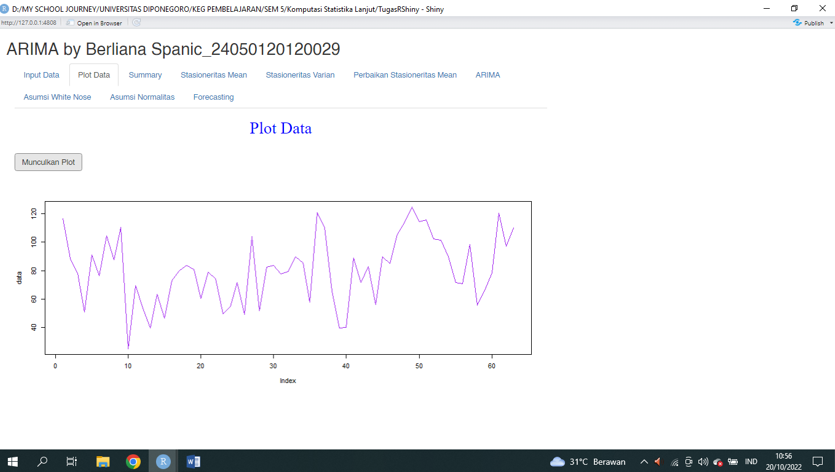 D:/MY SCHOOL JOURNEY/UNIVERSITAS DIPONEGORO/KEG PEMBELAJARAN/SEM 5/Komputasi Statistika Lanjut/TugasRShiny - Shiny
http://127.0.0.1:4808 Open in Browser Publish
ARIMA by Berliana Spanic_24050120120029
Input Data Plot Data Summary Stasioneritas Mean Stasioneritas Varian Perbaikan Stasioneritas Mean ARIMA
Asumsi White Nose Asumsi Normalitas Forecasting
Plot Data
Munculkan Plot
120
100
80
60
40
data
0 10 20 30 40 50 60
Index
31°C Berawan IND 10:56
20/10/2022